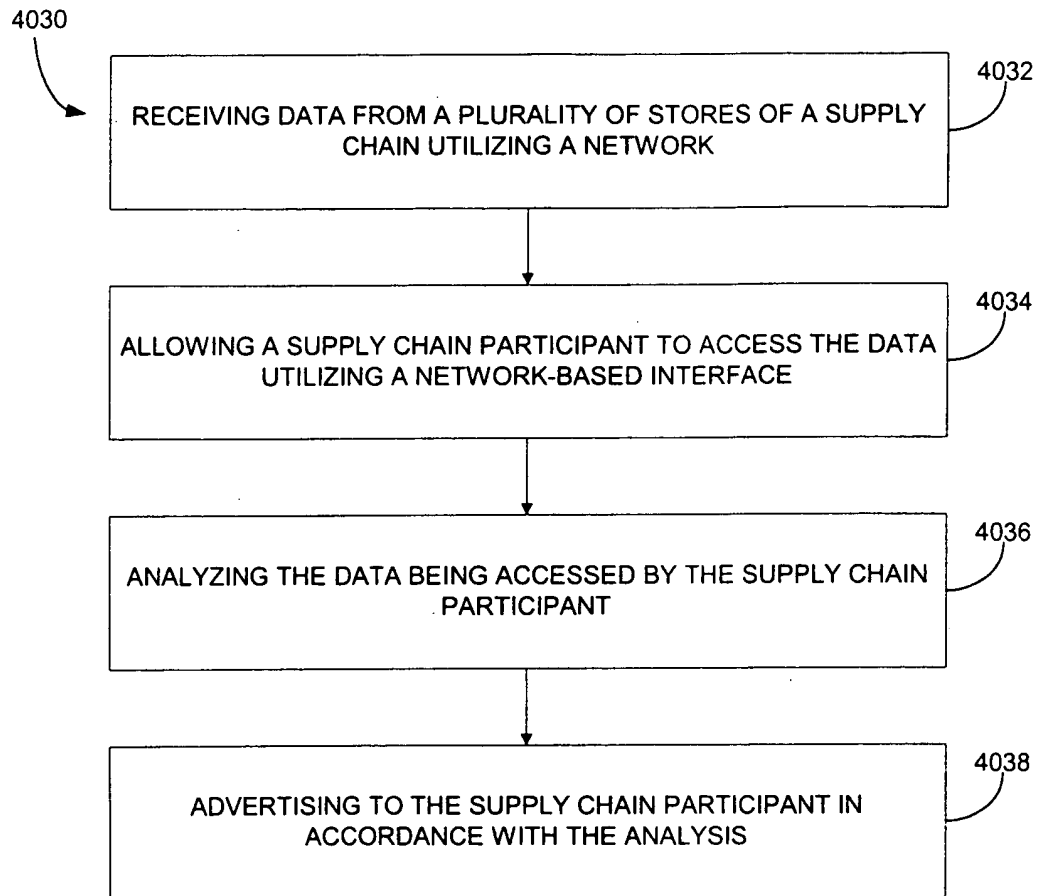 4030
4032
RECEIVING DATA FROM A PLURALITY OF STORES OF A SUPPLY
CHAIN UTILIZING A NETWORK
4034
ALLOWING A SUPPLY CHAIN PARTICIPANT TO ACCESS THE DATA
UTILIZING A NETWORK-BASED INTERFACE
4036
ANALYZING THE DATA BEING ACCESSED BY THE SUPPLY CHAIN
PARTICIPANT
4038
ADVERTISING TO THE SUPPLY CHAIN PARTICIPANT IN
ACCORDANCE WITH THE ANALYSIS